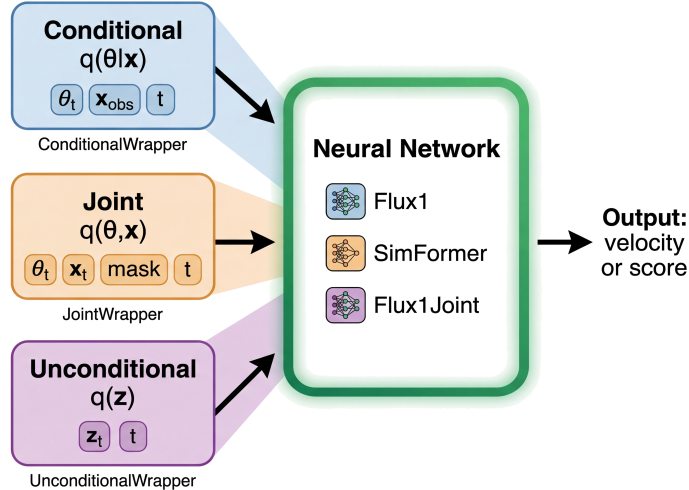 Conditional
q(θ|x)
θt xobs t
ConditionalWrapper
Joint
q(θ,x)
θt xt mask t
JointWrapper
Unconditional
q(z)
zt t
UnconditionalWrapper
Neural Network
Flux1
SimFormer
Flux1Joint
Output:
velocity
or score